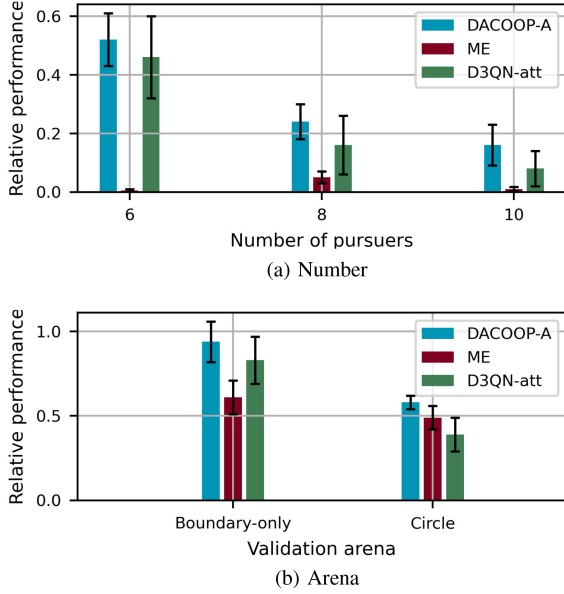 Relative performance
0.6
0.4
0.2
0.0
DACOOP-A
ME
D3QN-att
6
8
10
Number of pursuers
(a) Number
Relative performance
1.0
0.5
0.0
DACOOP-A
ME
D3QN-att
Boundary-only
Circle
Validation arena
(b) Arena